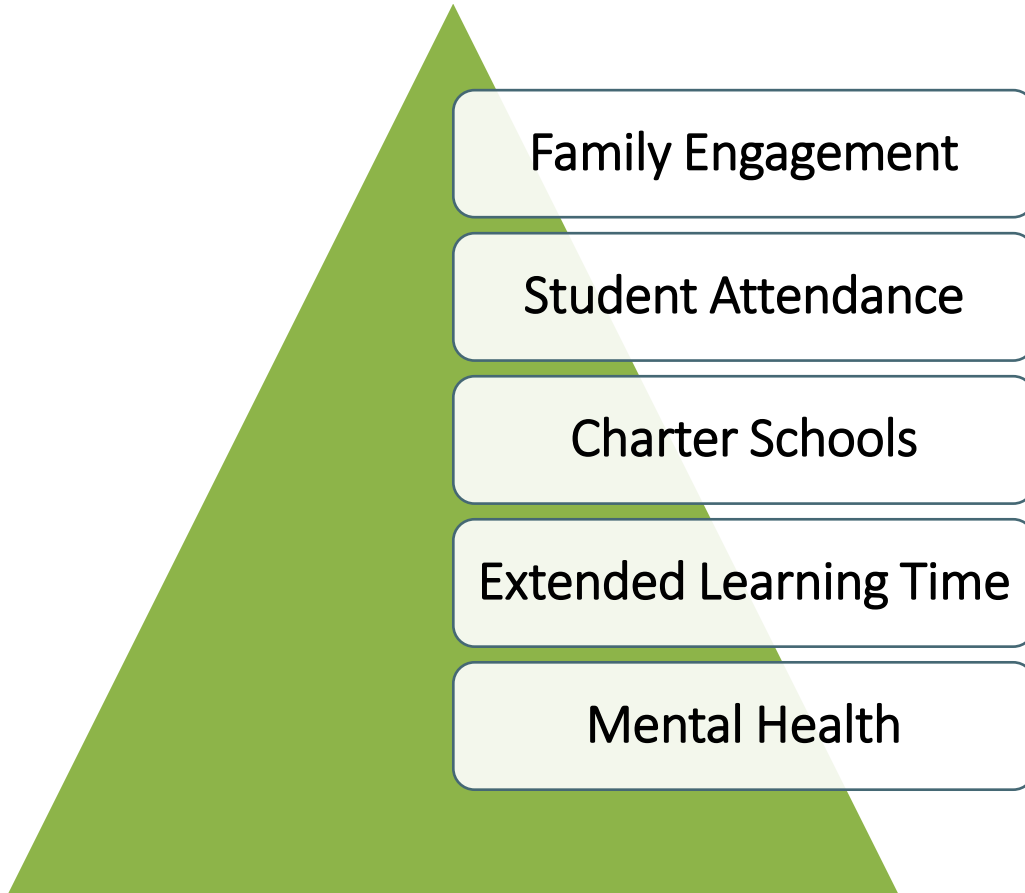 Family Engagement
Student Attendance
Charter Schools
Extended Learning Time
Mental Health